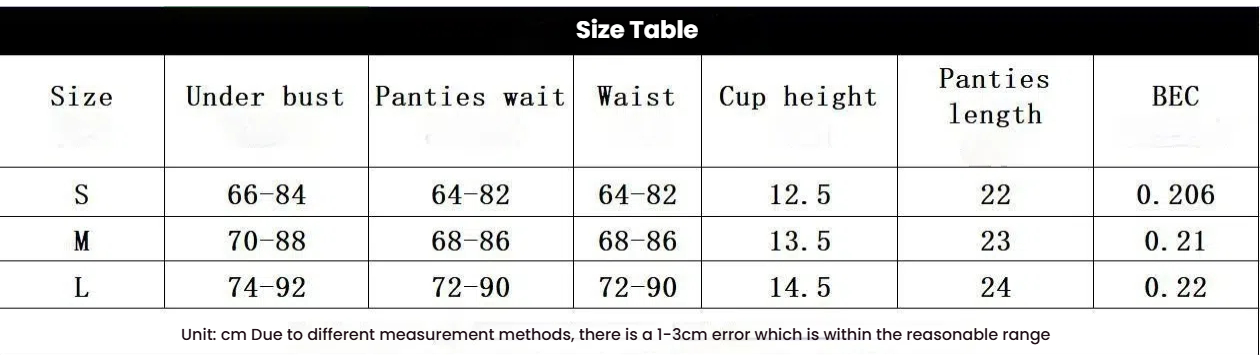 Size Table
Size Under bust Panties wait Waist Cup height Panties length BEC
S 66-84 64-82 64-82 12.5 22 0.206
M 70-88 68-86 68-86 13.5 23 0.21
L 74-92 72-90 72-90 14.5 24 0.22
Unit: cm Due to different measurement methods, there is a 1-3cm error which is within the reasonable range